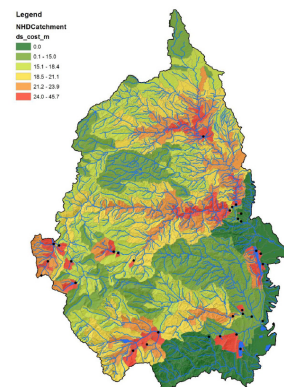 Legend
NHDCatchment
ds_cost_m
0.0
0.1 - 15.0
15.1 - 18.4
18.5 - 21.1
21.2 - 23.9
24.0 - 45.7